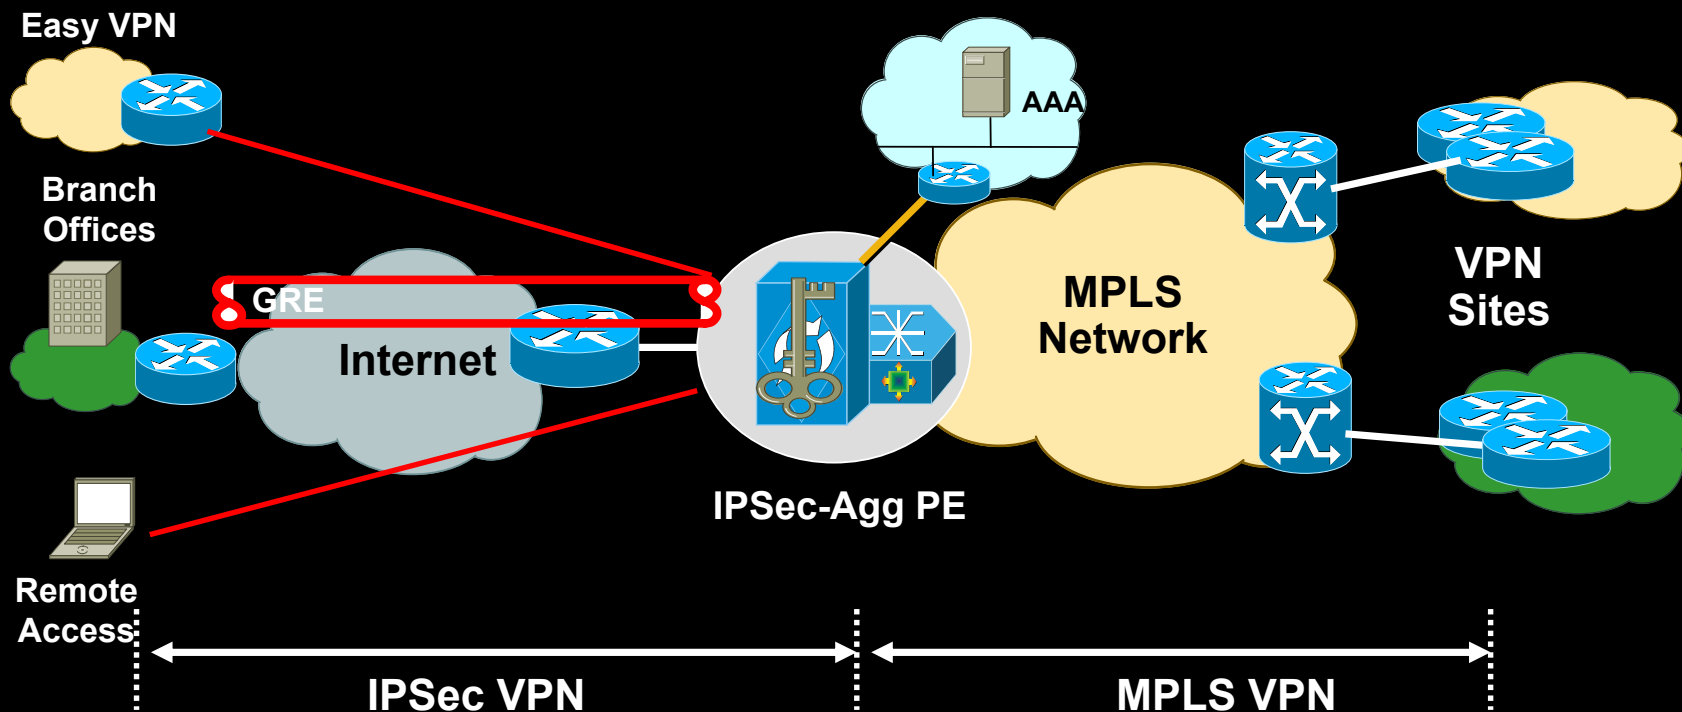 Easy VPN
AAA
Branch
Offices
GRE
VPN
Sites
MPLS
Network
Internet
IPSec-Agg PE
Remote
Access
IPSec VPN
MPLS VPN